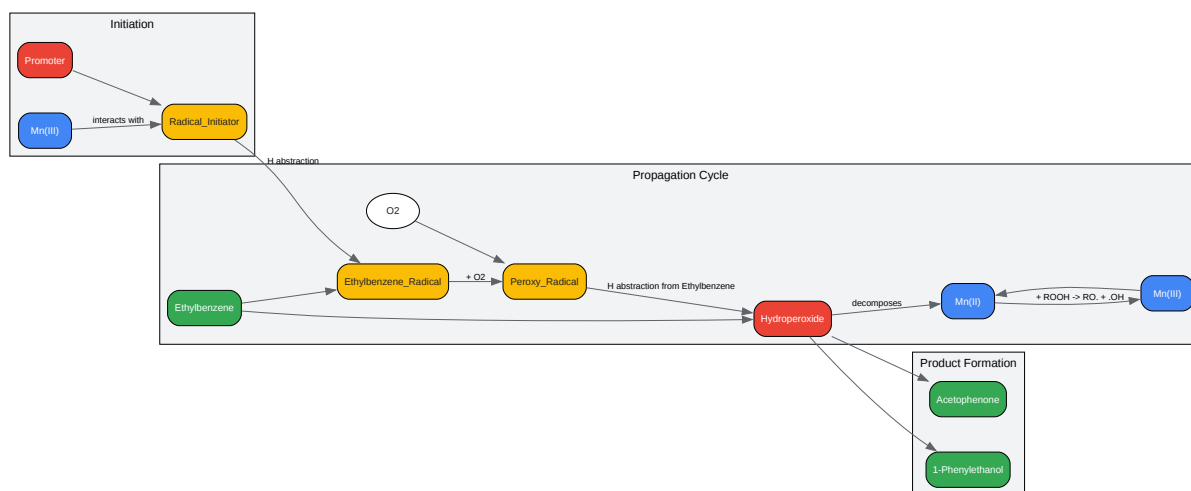 Initiation
Promoter
Mn(III)
interacts with
Radical_Initiator
H abstraction
Propagation Cycle
O2
Ethylbenzene
Ethylbenzene_Radical
+ O2
Peroxy_Radical
H abstraction from Ethylbenzene
Hydroperoxide
decomposes
Mn(II)
+ ROOH -> RO. + .OH
Mn(III)
Product Formation
Acetophenone
1-Phenylethanol